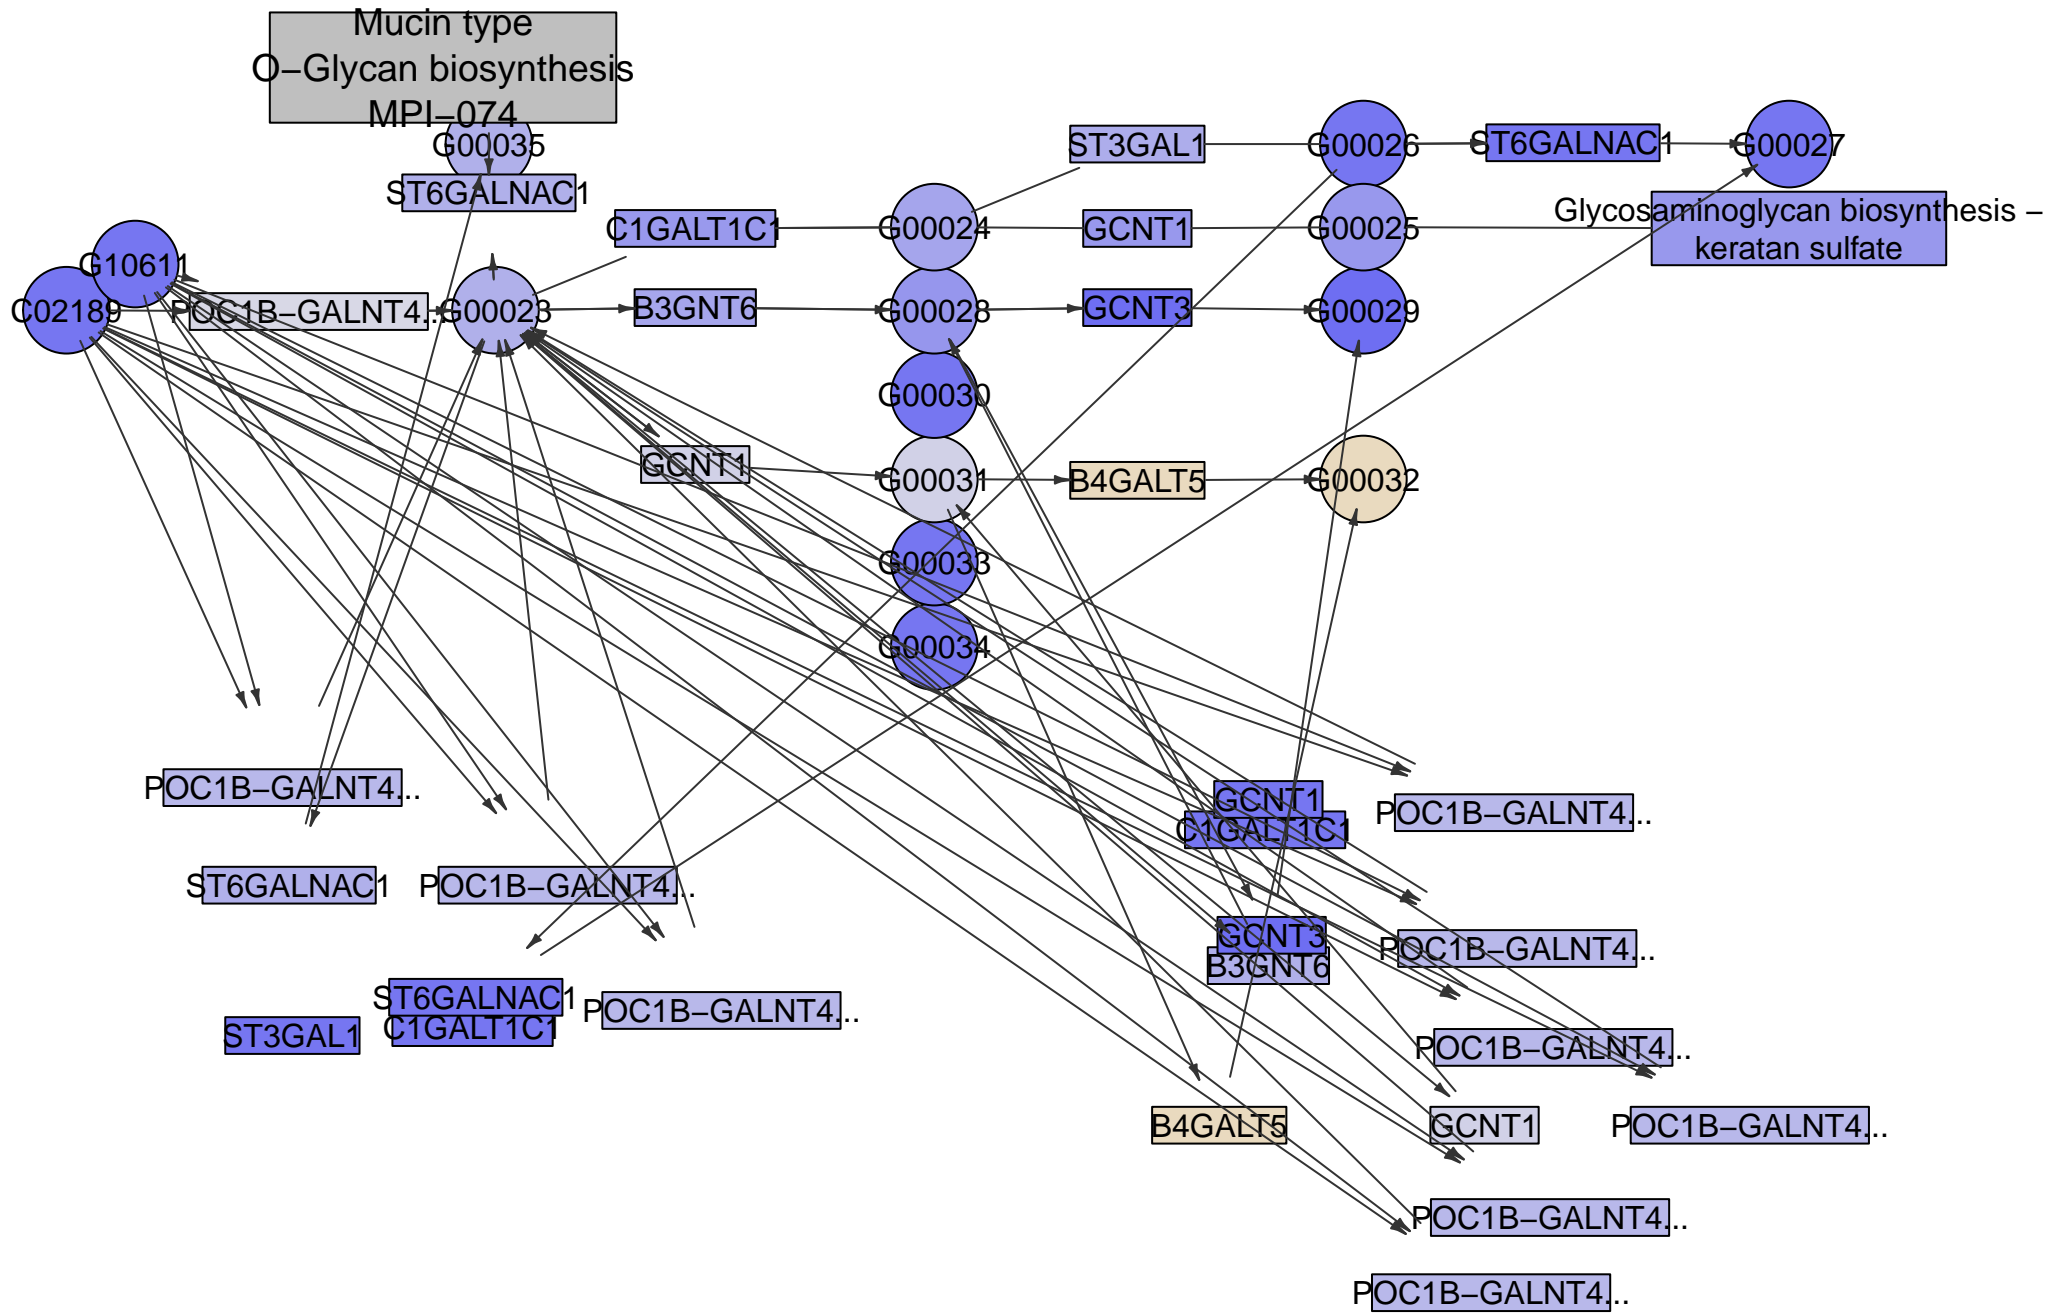 Mucin type
O−Glycan biosynthesis
MPI−074
G00035
ST3GAL1
G00026
ST6GALNAC1
G00027
ST6GALNAC1
C1GALT1C1
G00024
GCNT1
G00025
Glycosaminoglycan biosynthesis −
keratan sulfate
G10611
C02189
POC1B−GALNT4...
G00023
B3GNT6
G00028
GCNT3
G00029
G00030
GCNT1
G00031
B4GALT5
G00032
G00033
G00034
POC1B−GALNT4...
GCNT1
POC1B−GALNT4...
C1GALT1C1
ST6GALNAC1
POC1B−GALNT4...
GCNT3
POC1B−GALNT4...
B3GNT6
ST6GALNAC1
POC1B−GALNT4...
C1GALT1C1
ST3GAL1
POC1B−GALNT4...
B4GALT5
GCNT1
POC1B−GALNT4...
POC1B−GALNT4...
POC1B−GALNT4...